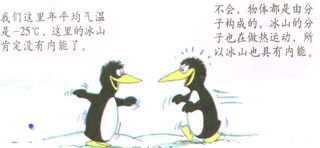 我们这里年平均气温
是-25℃,这里的冰山
肯定没有内能了。
不会,物体都是由分
子构成的,冰山的分
子也在做热运动,所
以冰山也具有内能。